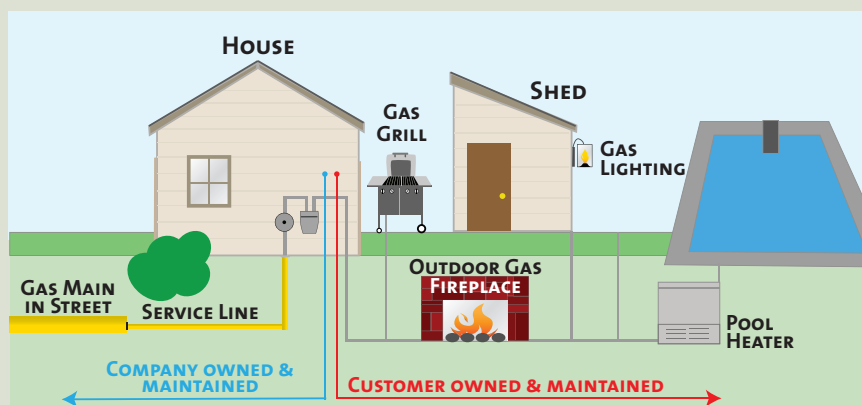 House
Shed
Gas
Grill
Gas
Lighting
Outdoor Gas
Fireplace
Gas Main
in Street
Service Line
Pool
Heater
Company owned &
maintained
Customer owned & maintained